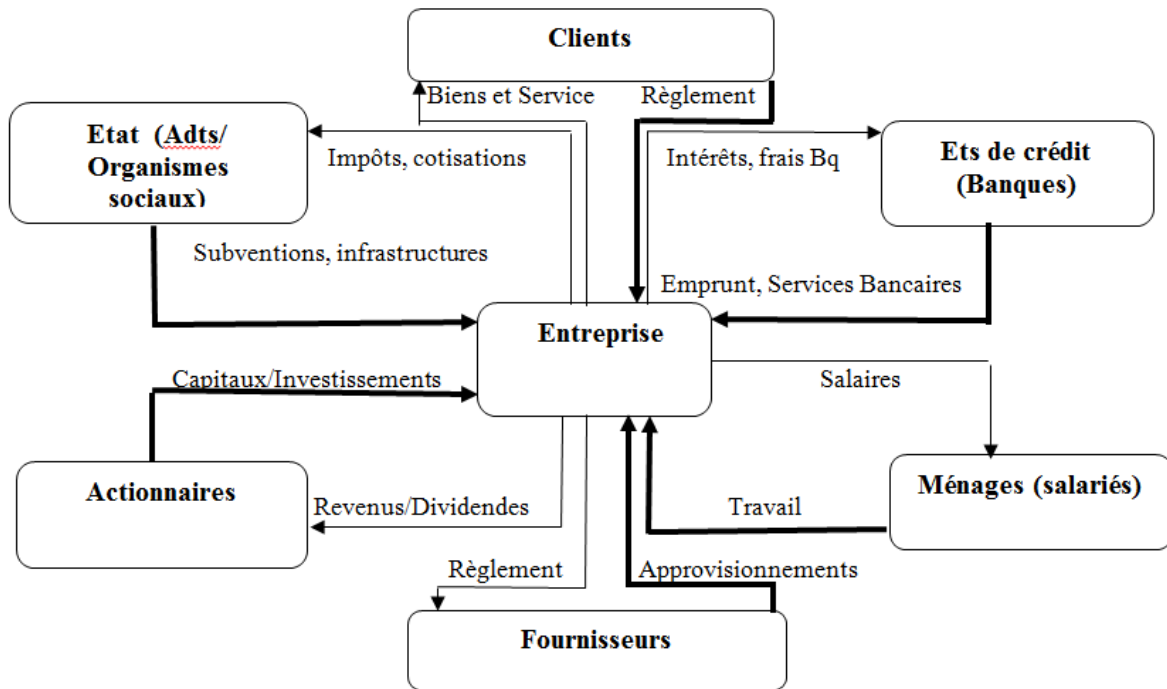 Clients
Biens et Service
Règlement
Etat (Adts/
Organismes
sociaux)
Impôts, cotisations
Intérêts, frais Bq
Ets de crédit
(Banques)
Subventions, infrastructures
Emprunt, Services Bancaires
Entreprise
Capitaux/Investissements
Salaires
Actionnaires
Revenus/Dividendes
Travail
Ménages (salariés)
Règlement
Approvisionnements
Fournisseurs